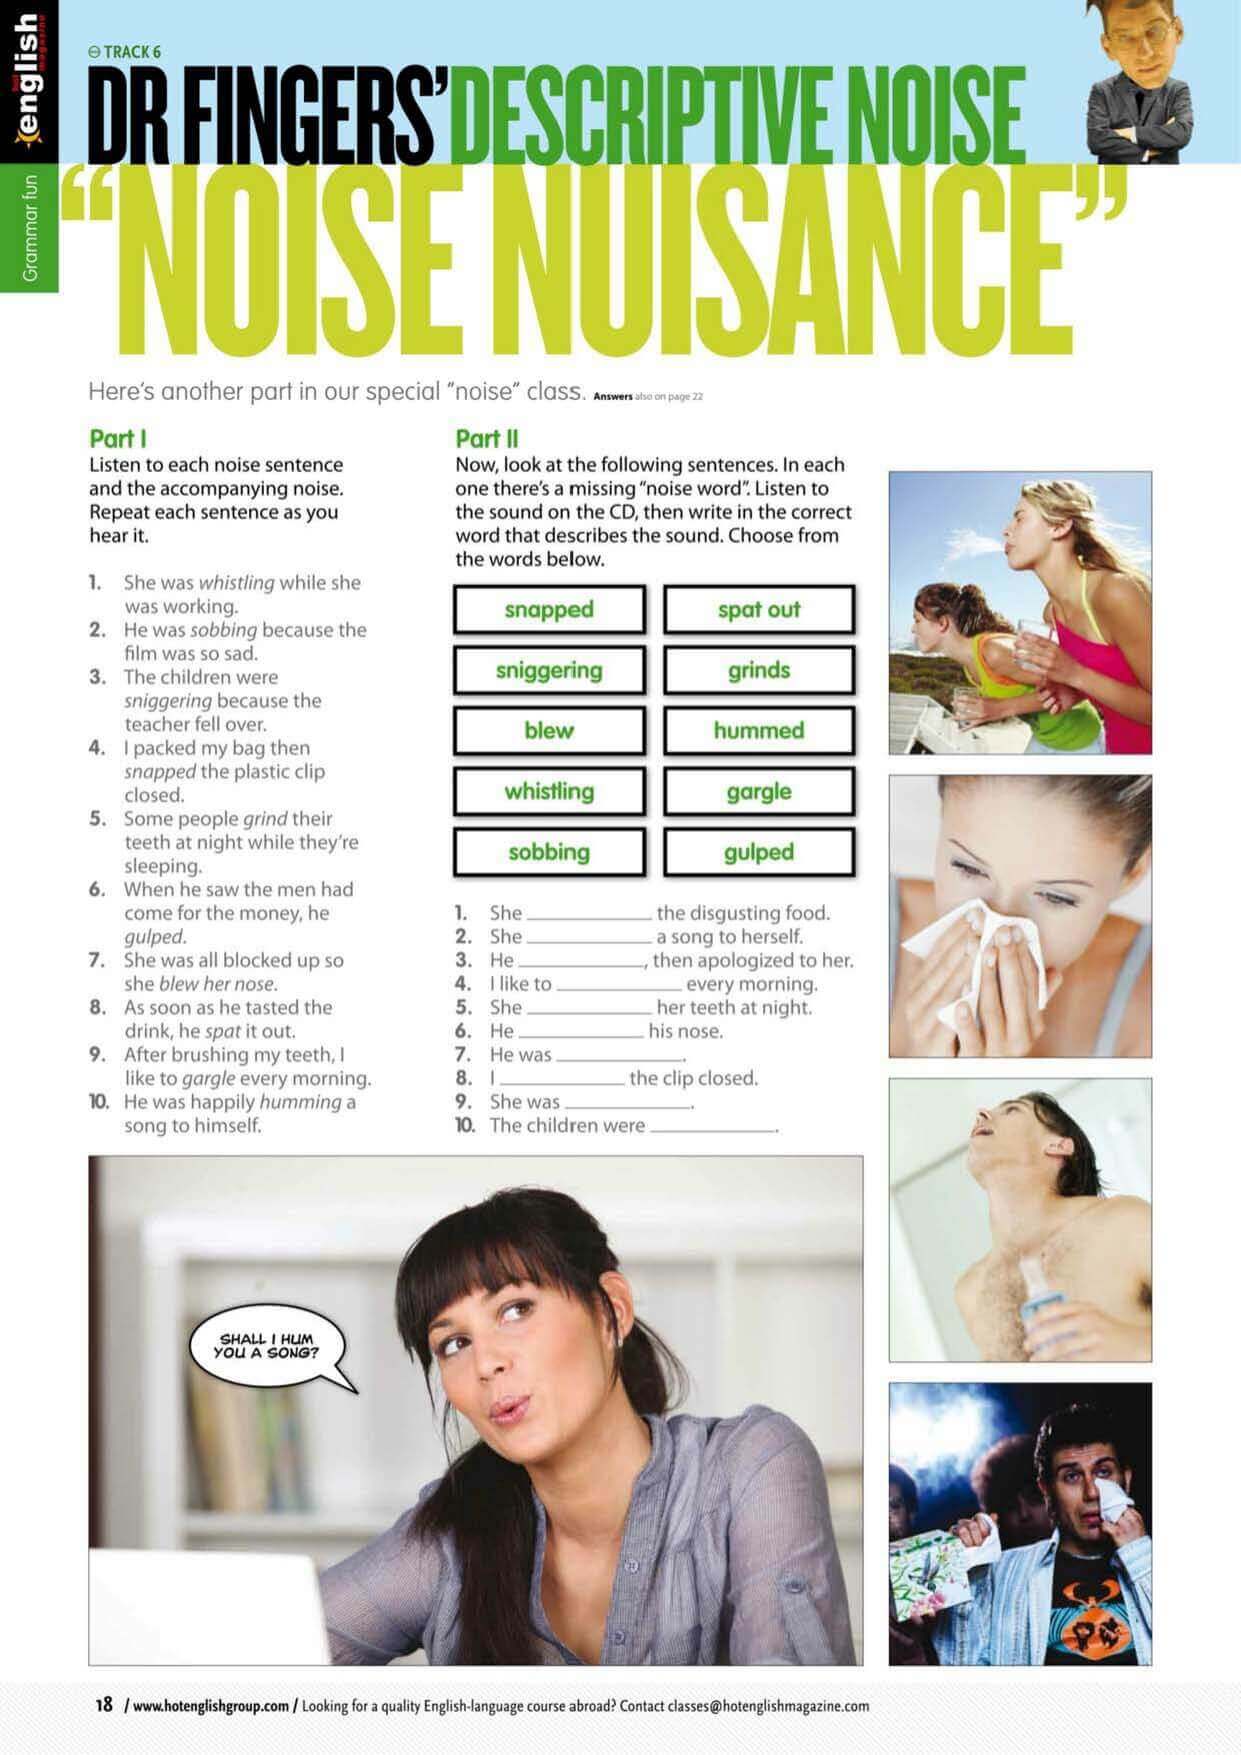 hot
english
magazine
Grammar fun
TRACK 6
DR FINGERS' DESCRIPTIVE NOISE
“NOISE NUISANCE”
Here's another part in our special "noise" class. Answers also on page 22
Part I
Listen to each noise sentence
and the accompanying noise.
Repeat each sentence as you
hear it.
1. She was whistling while she
was working.
2. He was sobbing because the
film was so sad.
3. The children were
sniggering because the
teacher fell over.
4. I packed my bag then
snapped the plastic clip
closed.
5. Some people grind their
teeth at night while they're
sleeping.
6. When he saw the men had
come for the money, he
gulped.
7. She was all blocked up so
she blew her nose.
8. As soon as he tasted the
drink, he spat it out.
9. After brushing my teeth, I
like to gargle every morning.
10. He was happily humming a
song to himself.
Part II
Now, look at the following sentences. In each
one there's a missing "noise word". Listen to
the sound on the CD, then write in the correct
word that describes the sound. Choose from
the words below.
snapped
spat out
sniggering
grinds
blew
hummed
whistling
gargle
sobbing
gulped
1. She ____________ the disgusting food.
2. She ____________ a song to herself.
3. He ____________, then apologized to her.
4. I like to ____________ every morning.
5. She ____________ her teeth at night.
6. He ____________ his nose.
7. He was ____________.
8. I ____________ the clip closed.
9. She was ____________.
10. The children were ____________.
SHALL I HUM
YOU A SONG?
18 / www.hotenglishgroup.com / Looking for a quality English-language course abroad? Contact classes@hotenglishmagazine.com